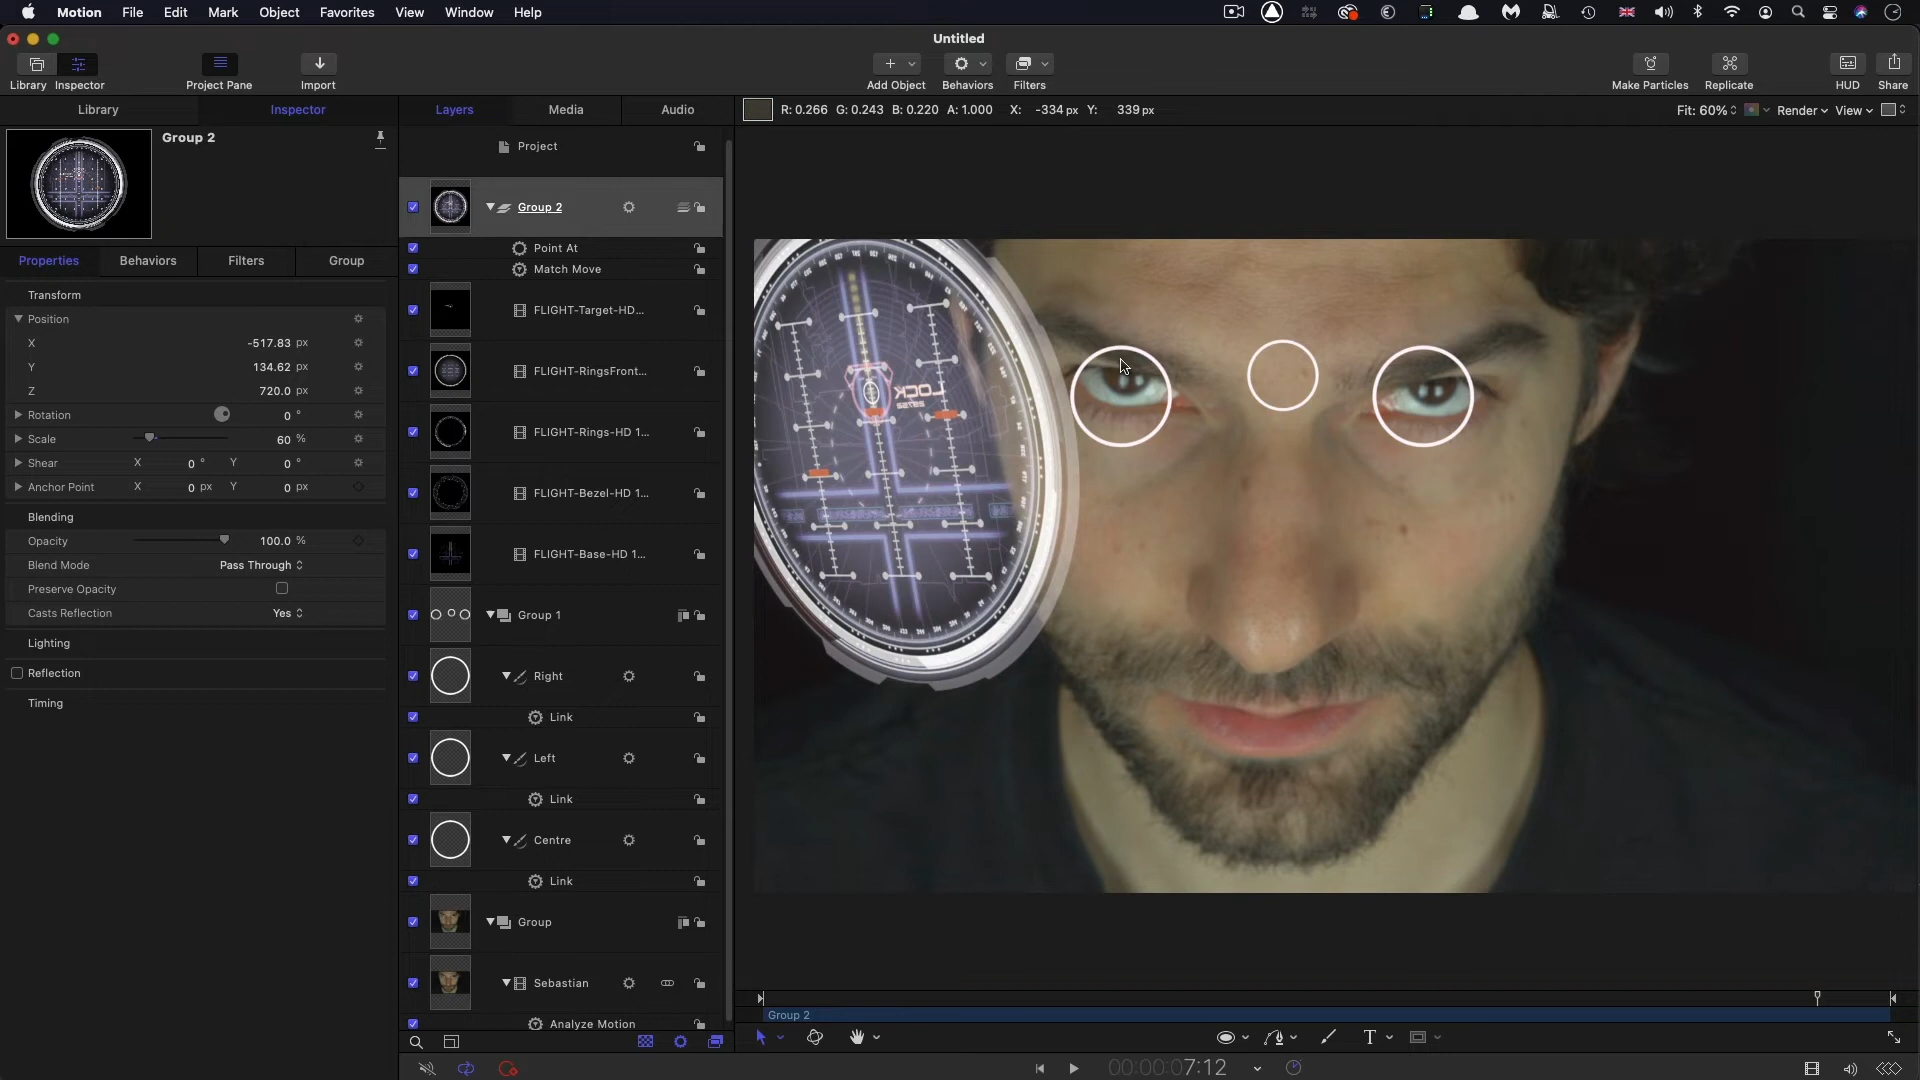 Motion File Edit Mark Object Favorites View Window Help
Untitled
Library Inspector Project Pane Import Add Object Behaviors Filters Make Particles Replicate HUD Share
Library Inspector
Layers Media Audio
R: 0.266 G: 0.243 B: 0.220 A: 1.000 X: -334 px Y: 339 px
Fit: 60% Render View
Group 2
Properties Behaviors Filters Group
Transform
Position
X -517.83 px
Y 134.62 px
Z 720.0 px
Rotation 0 °
Scale 60 %
Shear X 0 ° Y 0 °
Anchor Point X 0 px Y 0 px
Blending
Opacity 100.0 %
Blend Mode Pass Through
Preserve Opacity
Casts Reflection Yes
Lighting
Reflection
Timing
Project
Group 2
Point At
Match Move
FLIGHT-Target-HD...
FLIGHT-RingsFront...
FLIGHT-Rings-HD 1...
FLIGHT-Bezel-HD 1...
FLIGHT-Base-HD 1...
Group 1
Right
Link
Left
Link
Centre
Link
Group
Sebastian
Analyze Motion
LOCK
Group 2
T
00:00:07:12